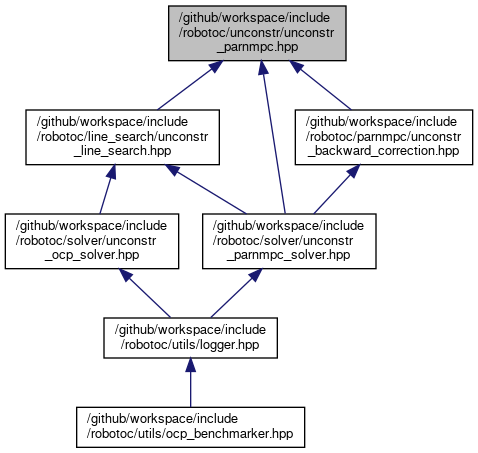 /github/workspace/include
/robotoc/unconstr/unconstr
_parnmpc.hpp
/github/workspace/include
/robotoc/line_search/unconstr
_line_search.hpp
/github/workspace/include
/robotoc/parnmpc/unconstr
_backward_correction.hpp
/github/workspace/include
/robotoc/solver/unconstr
_ocp_solver.hpp
/github/workspace/include
/robotoc/solver/unconstr
_parnmpc_solver.hpp
/github/workspace/include
/robotoc/utils/logger.hpp
/github/workspace/include
/robotoc/utils/ocp_benchmarker.hpp